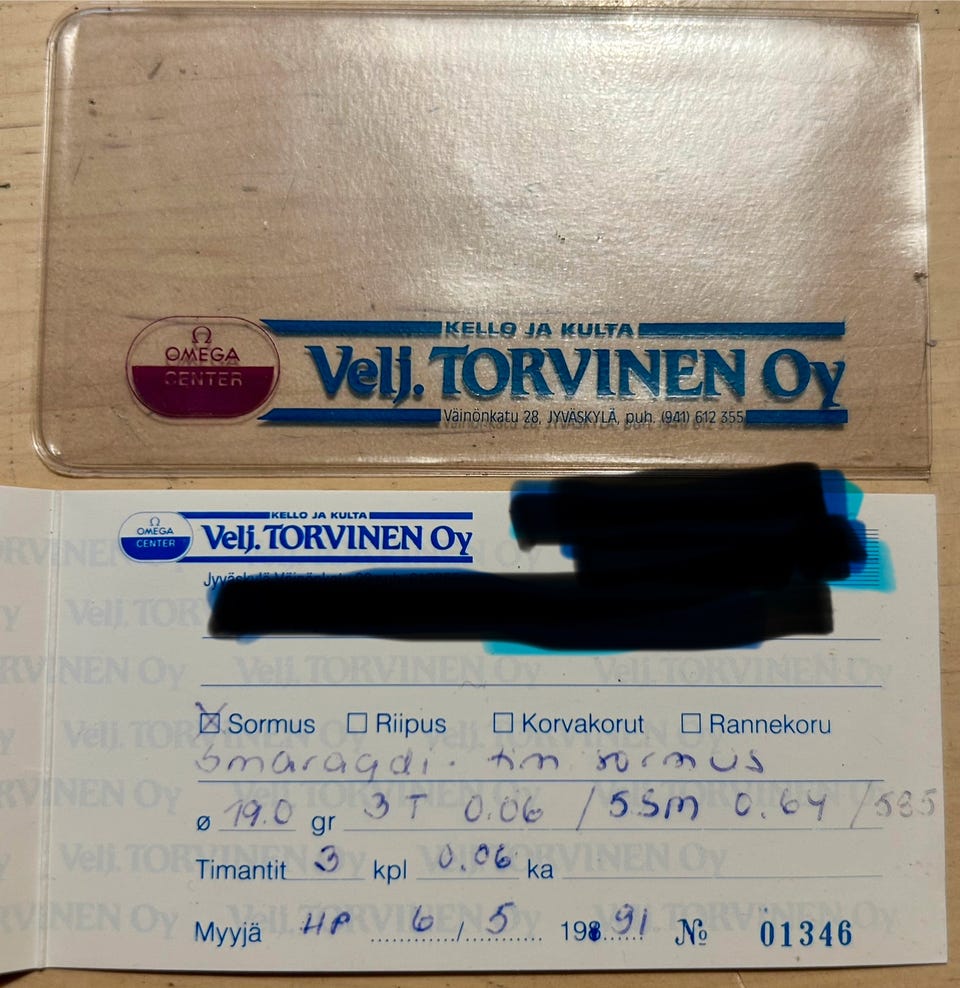 Ω
OMEGA
CENTER
KELLO JA KULTA
Velj. TORVINEN Oy
Väinönkatu 28, JYVÄSKYLÄ, puh. (941) 612 355
Ω
OMEGA
CENTER
KELLO JA KULTA
Velj. TORVINEN Oy
Jyväskylä Väinönkatu
☒ Sormus ☐ Riipus ☐ Korvakorut ☐ Rannekoru
Smaragdi- tim sormus
ø 19.0 gr 3 T 0.06 / 5 SM 0.64 / 585
Timantit 3 kpl 0.06 ka
Myyjä HP 6 / 5 1991 № 01346